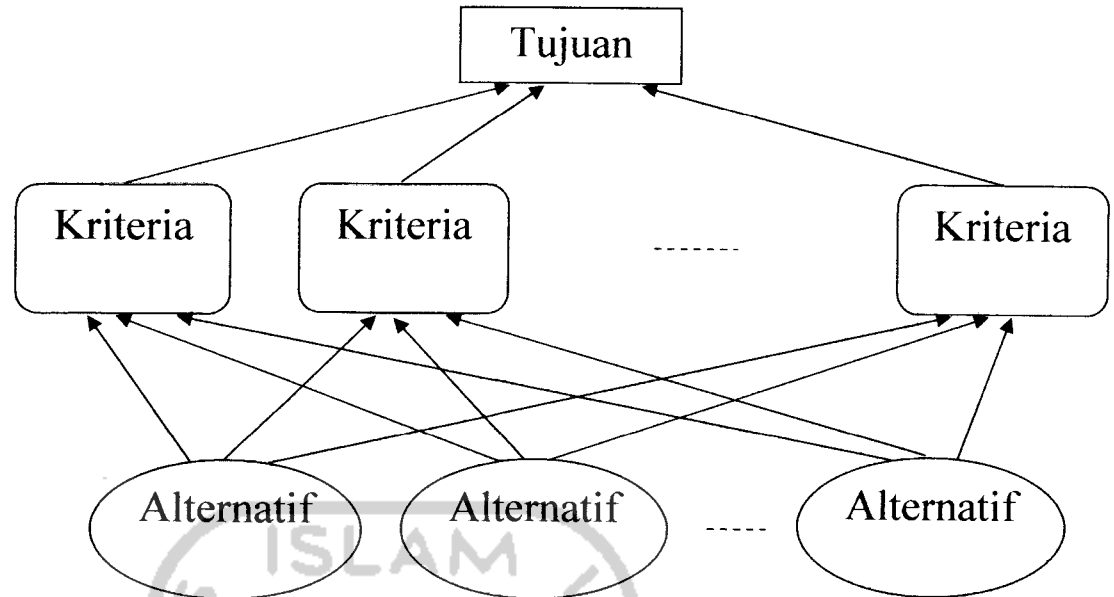 Tujuan
Kriteria
Kriteria
Kriteria
Alternatif
Alternatif
Alternatif
ISLAM